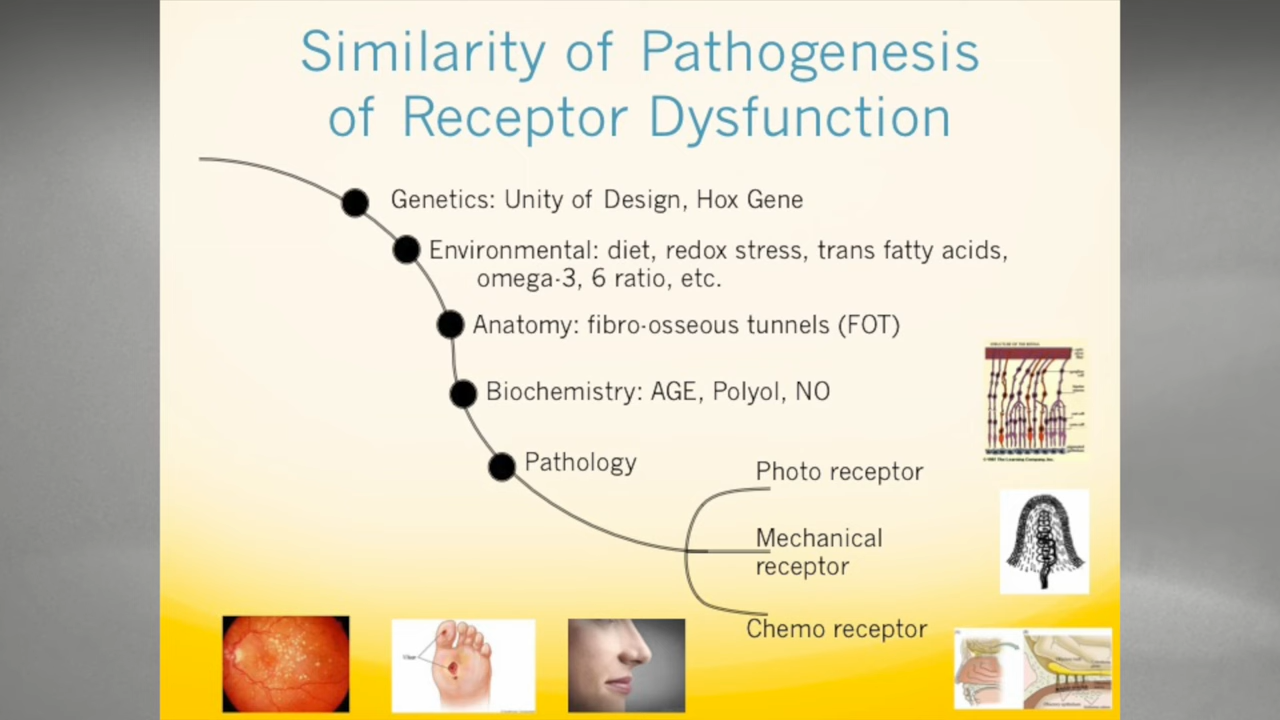 Similarity of Pathogenesis
of Receptor Dysfunction
Genetics: Unity of Design, Hox Gene
Environmental: diet, redox stress, trans fatty acids,
omega-3, 6 ratio, etc.
Anatomy: fibro-osseous tunnels (FOT)
Biochemistry: AGE, Polyol, NO
Pathology
Photo receptor
Mechanical
receptor
Chemo receptor